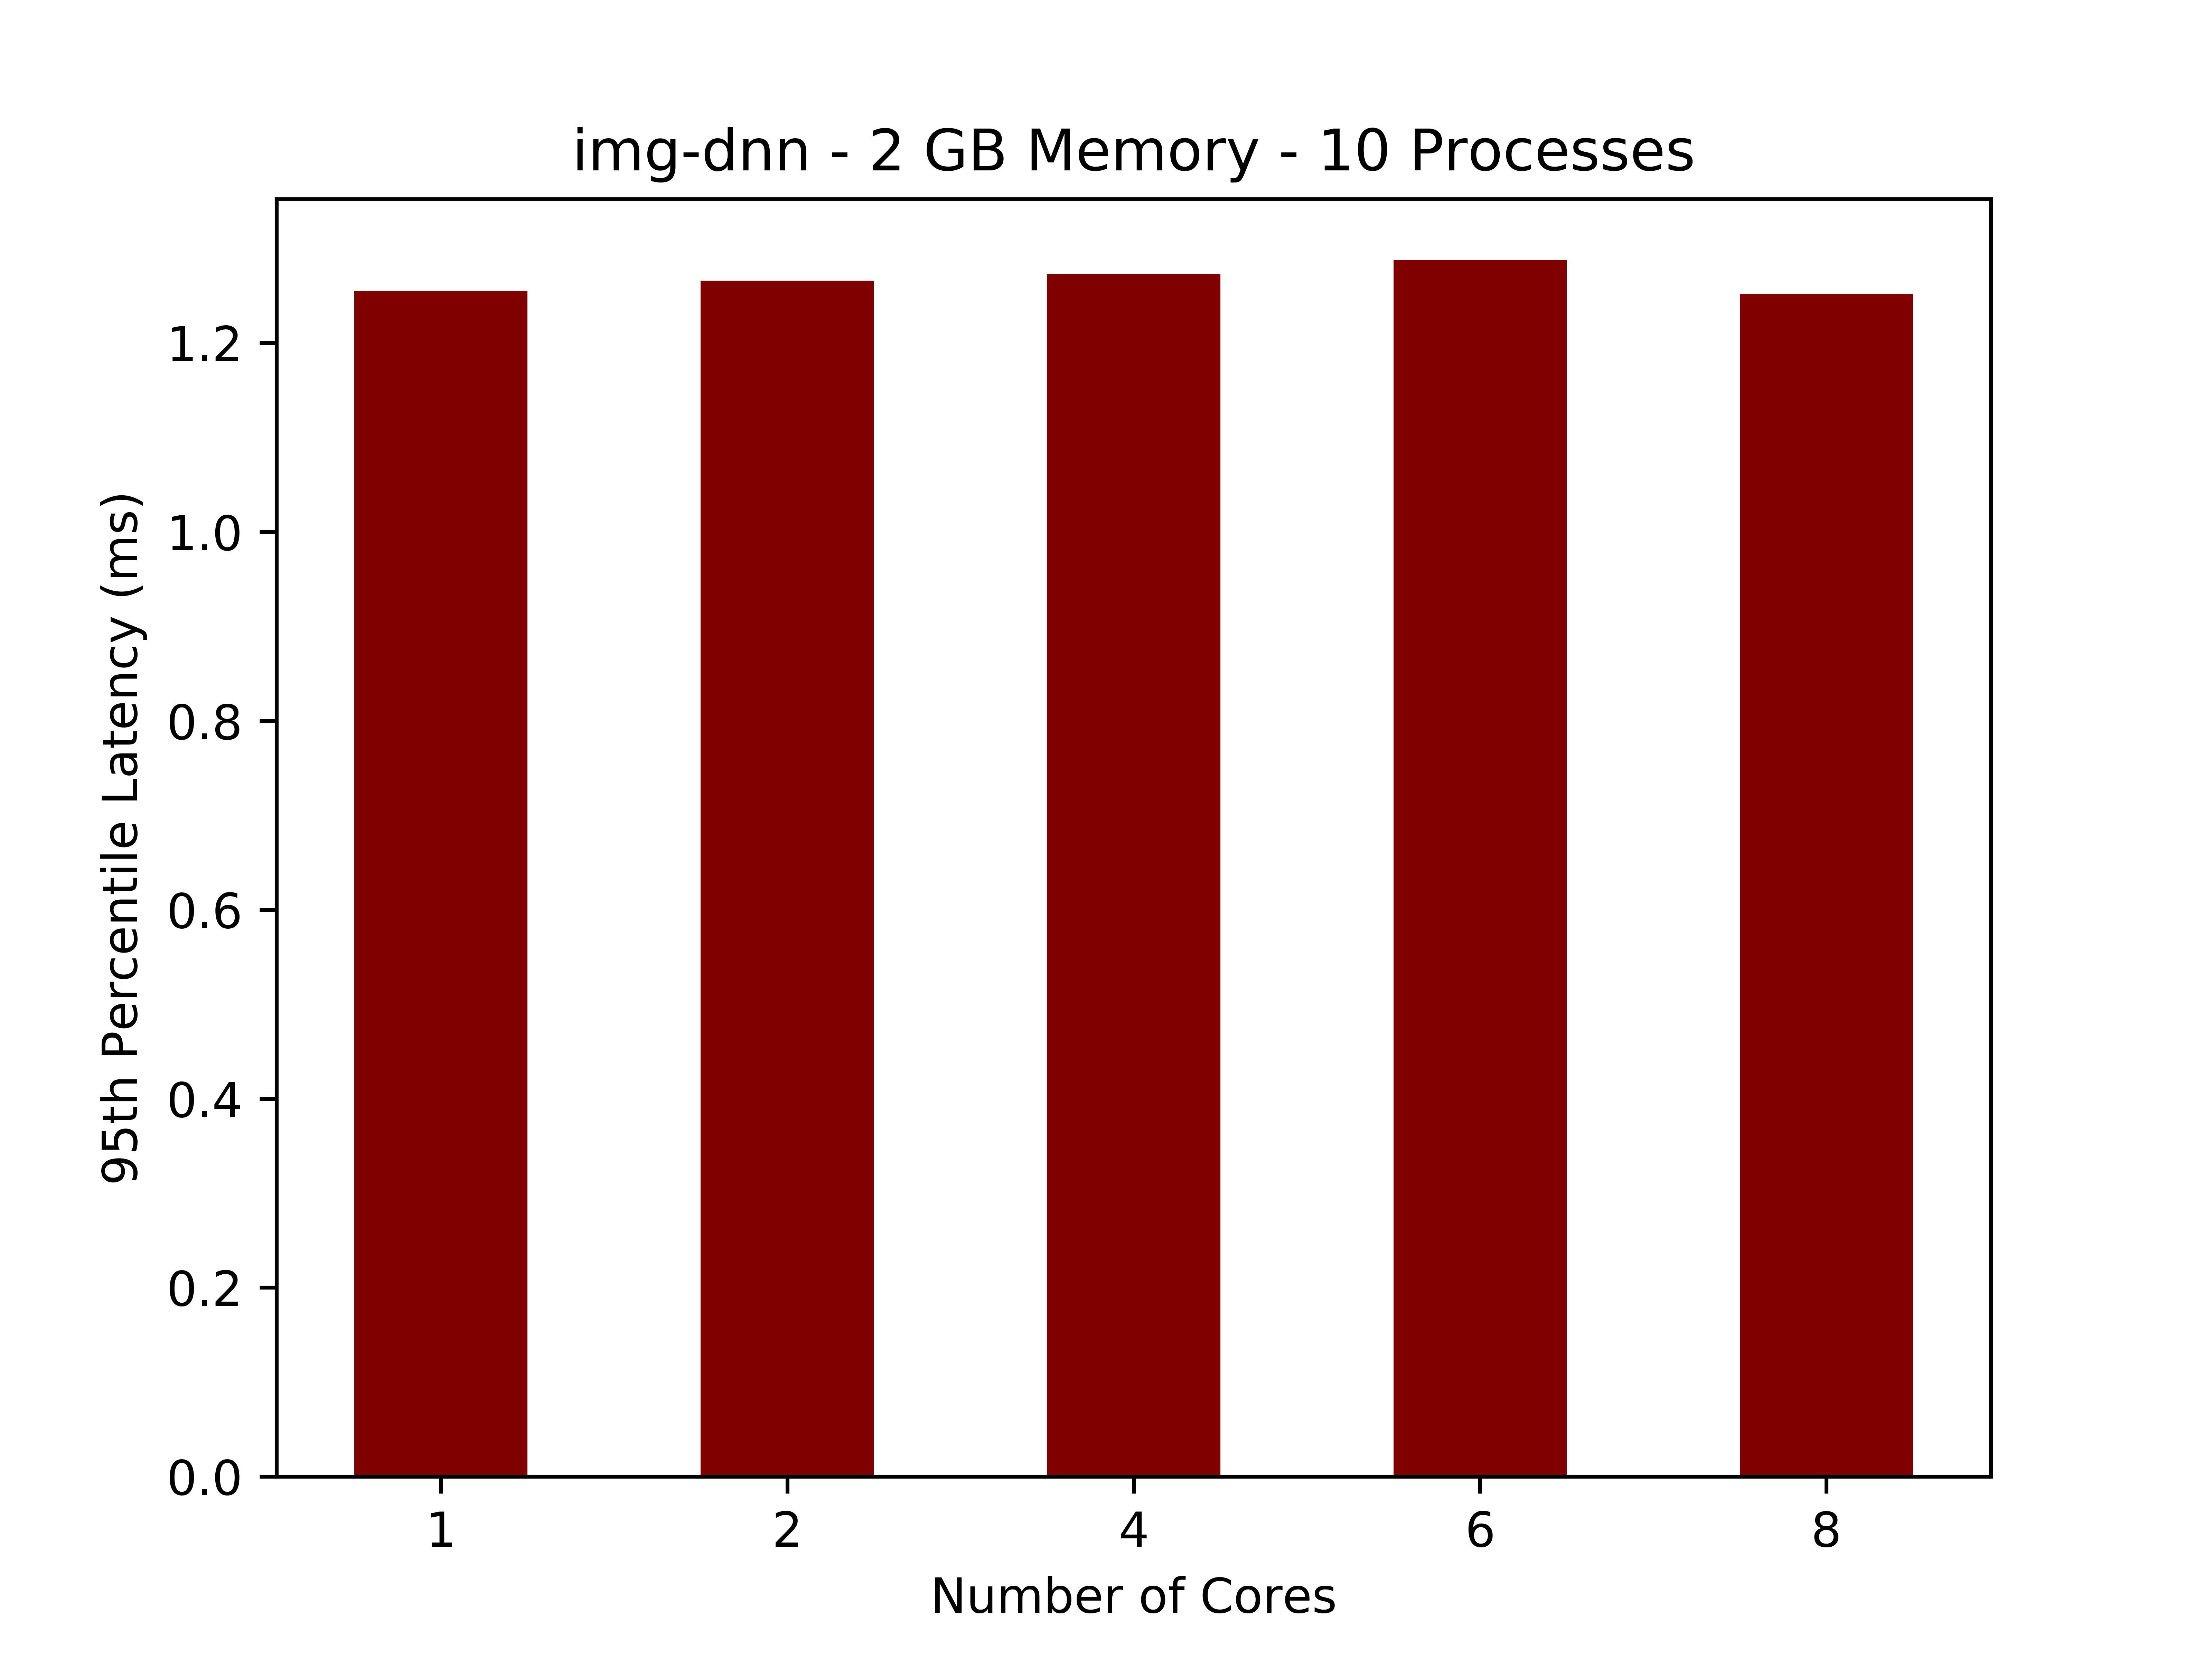 img-dnn - 2 GB Memory - 10 Processes
95th Percentile Latency (ms)
1.2
1.0
0.8
0.6
0.4
0.2
0.0
1 2 4 6 8
Number of Cores